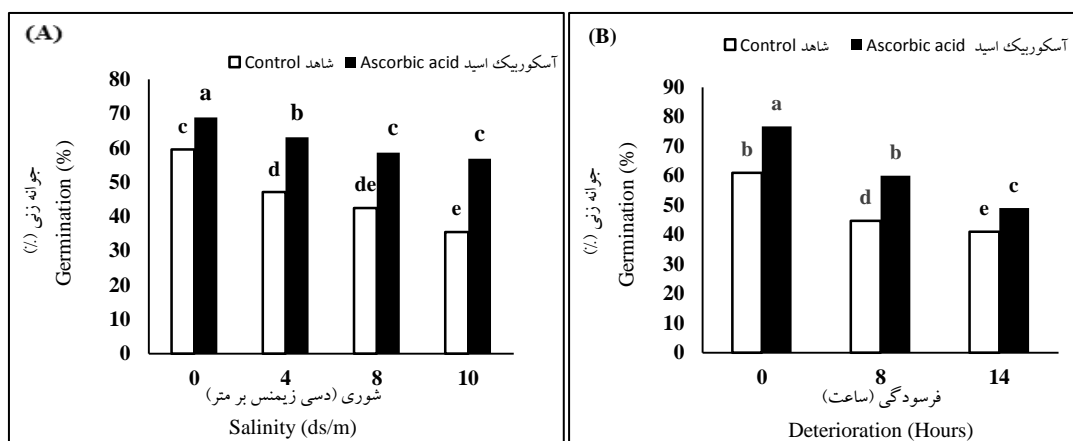 (A)
Control شاهد
Ascorbic acid آسکوربیک اسید
جوانه زنی (٪)
Germination (%)
80
70
60
50
40
30
20
10
0
c
a
d
b
de
c
e
c
0
4
8
10
شوری (دسی زیمنس بر متر)
Salinity (ds/m)
(B)
Control شاهد
Ascorbic acid آسکوربیک اسید
جوانه زنی (٪)
Germination (%)
90
80
70
60
50
40
30
20
10
0
b
a
d
b
e
c
0
8
14
فرسودگی (ساعت)
Deterioration (Hours)